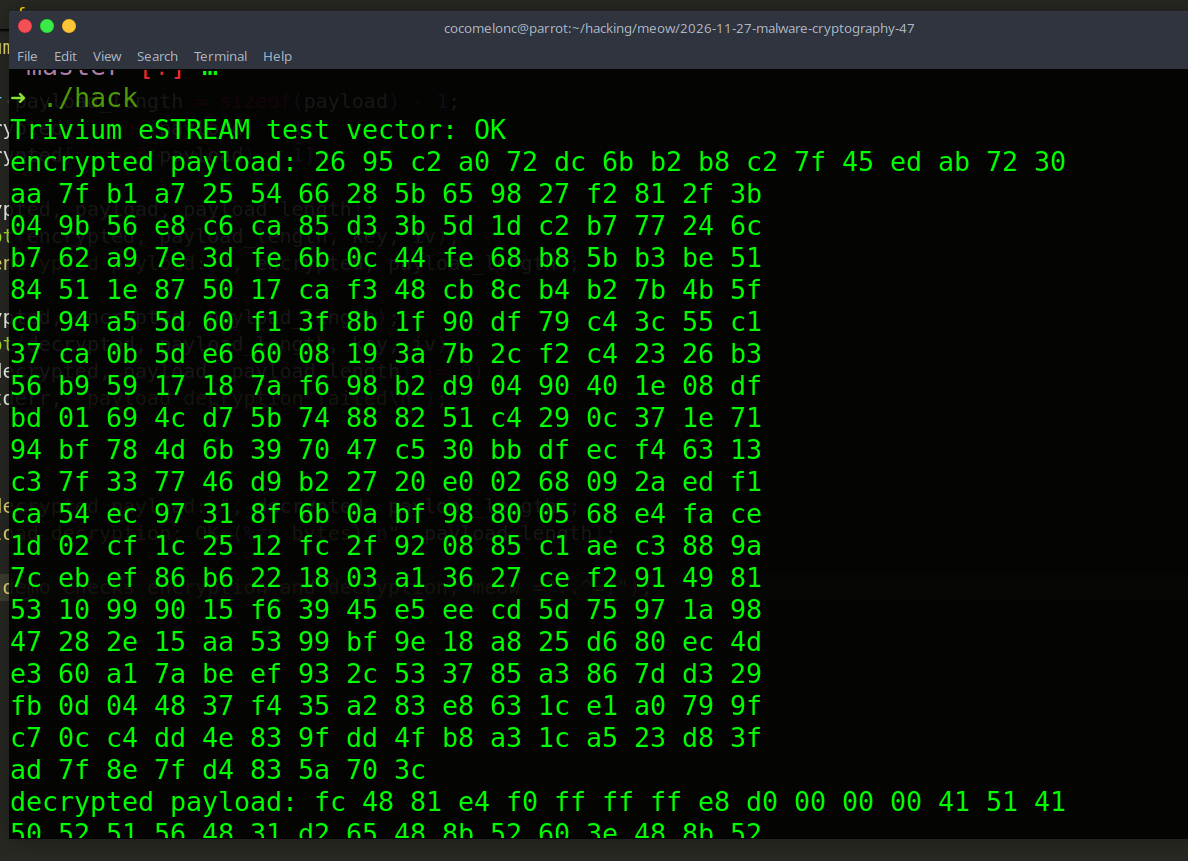 cocomelonc@parrot:~/hacking/meow/2026-11-27-malware-cryptography-47
File Edit View Search Terminal Help
master [!]
→ ./hack
Trivium eSTREAM test vector: OK
encrypted payload: 26 95 c2 a0 72 dc 6b b2 b8 c2 7f 45 ed ab 72 30
aa 7f b1 a7 25 54 66 28 5b 65 98 27 f2 81 2f 3b
04 9b 56 e8 c6 ca 85 d3 3b 5d 1d c2 b7 77 24 6c
b7 62 a9 7e 3d fe 6b 0c 44 fe 68 b8 5b b3 be 51
84 51 1e 87 50 17 ca f3 48 cb 8c b4 b2 7b 4b 5f
cd 94 a5 5d 60 f1 3f 8b 1f 90 df 79 c4 3c 55 c1
37 ca 0b 5d e6 60 08 19 3a 7b 2c f2 c4 23 26 b3
56 b9 59 17 18 7a f6 98 b2 d9 04 90 40 1e 08 df
bd 01 69 4c d7 5b 74 88 82 51 c4 29 0c 37 1e 71
94 bf 78 4d 6b 39 70 47 c5 30 bb df ec f4 63 13
c3 7f 33 77 46 d9 b2 27 20 e0 02 68 09 2a ed f1
ca 54 ec 97 31 8f 6b 0a bf 98 80 05 68 e4 fa ce
1d 02 cf 1c 25 12 fc 2f 92 08 85 c1 ae c3 88 9a
7c eb ef 86 b6 22 18 03 a1 36 27 ce f2 91 49 81
53 10 99 90 15 f6 39 45 e5 ee cd 5d 75 97 1a 98
47 28 2e 15 aa 53 99 bf 9e 18 a8 25 d6 80 ec 4d
e3 60 a1 7a be ef 93 2c 53 37 85 a3 86 7d d3 29
fb 0d 04 48 37 f4 35 a2 83 e8 63 1c e1 a0 79 9f
c7 0c c4 dd 4e 83 9f dd 4f b8 a3 1c a5 23 d8 3f
ad 7f 8e 7f d4 83 5a 70 3c
decrypted payload: fc 48 81 e4 f0 ff ff ff e8 d0 00 00 00 41 51 41
50 52 51 56 48 31 d2 65 48 8b 52 60 3e 48 8b 52